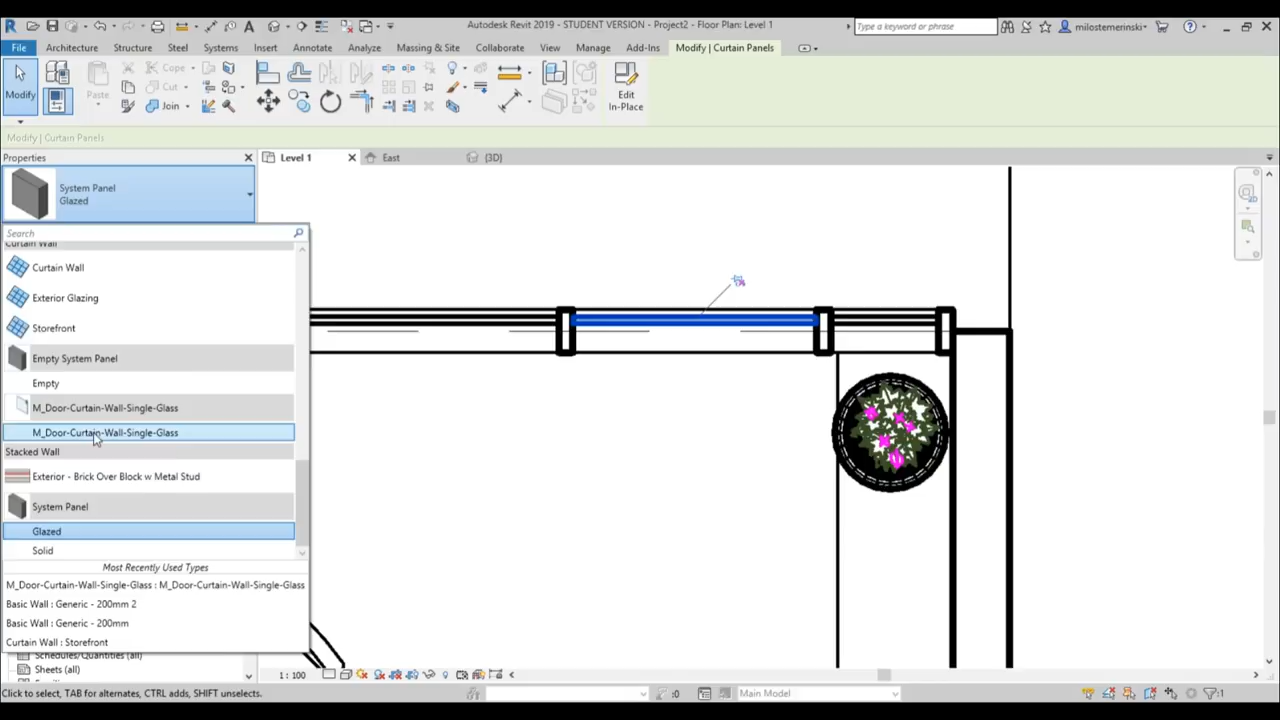 Autodesk Revit 2019 - STUDENT VERSION - Project2 - Floor Plan: Level 1
Type a keyword or phrase
milostemerinski
File
Architecture
Structure
Steel
Systems
Insert
Annotate
Analyze
Massing & Site
Collaborate
View
Manage
Add-Ins
Modify | Curtain Panels
Modify
Paste
Cope
Cut
Join
Edit
In-Place
Modify | Curtain Panels
Properties
Level 1
East
(3D)
System Panel
Glazed
Search
Curtain Wall
Curtain Wall
Exterior Glazing
Storefront
Empty System Panel
Empty
M_Door-Curtain-Wall-Single-Glass
M_Door-Curtain-Wall-Single-Glass
Stacked Wall
Exterior - Brick Over Block w Metal Stud
System Panel
Glazed
Solid
Most Recently Used Types
M_Door-Curtain-Wall-Single-Glass : M_Door-Curtain-Wall-Single-Glass
Basic Wall : Generic - 200mm 2
Basic Wall : Generic - 200mm
Curtain Wall : Storefront
Schedules/Quantities (all)
Sheets (all)
1 : 100
Click to select, TAB for alternates, CTRL adds, SHIFT unselects.
:0
Main Model
:1